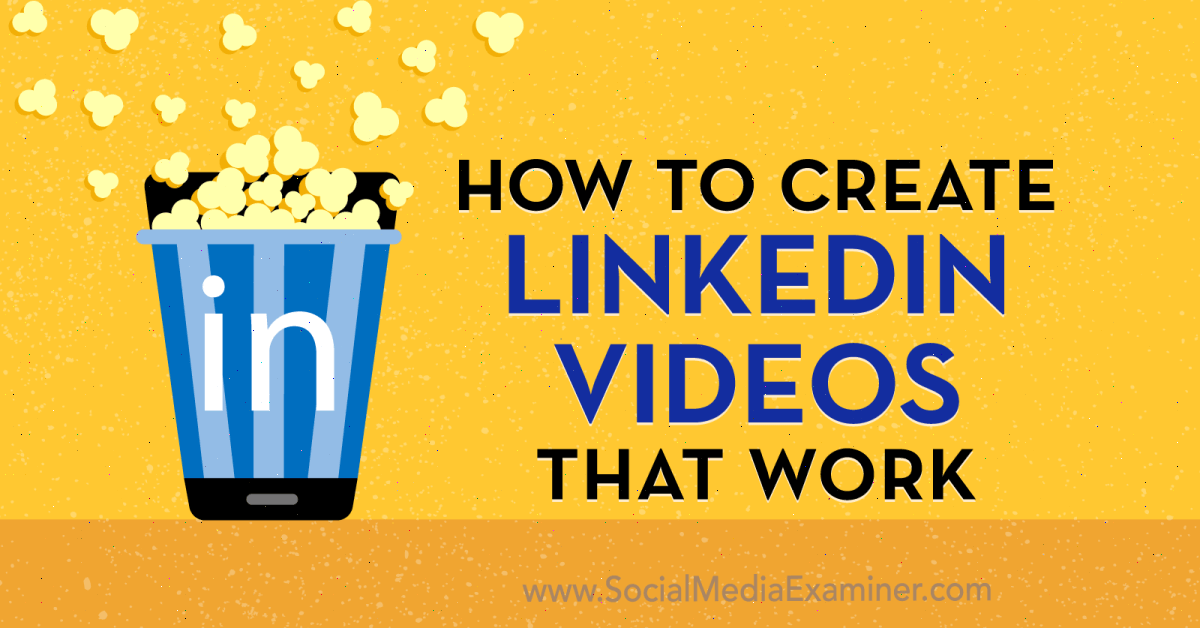 in
HOW TO CREATE
LINKEDIN
VIDEOS
THAT WORK
www.SocialMediaExaminer.com